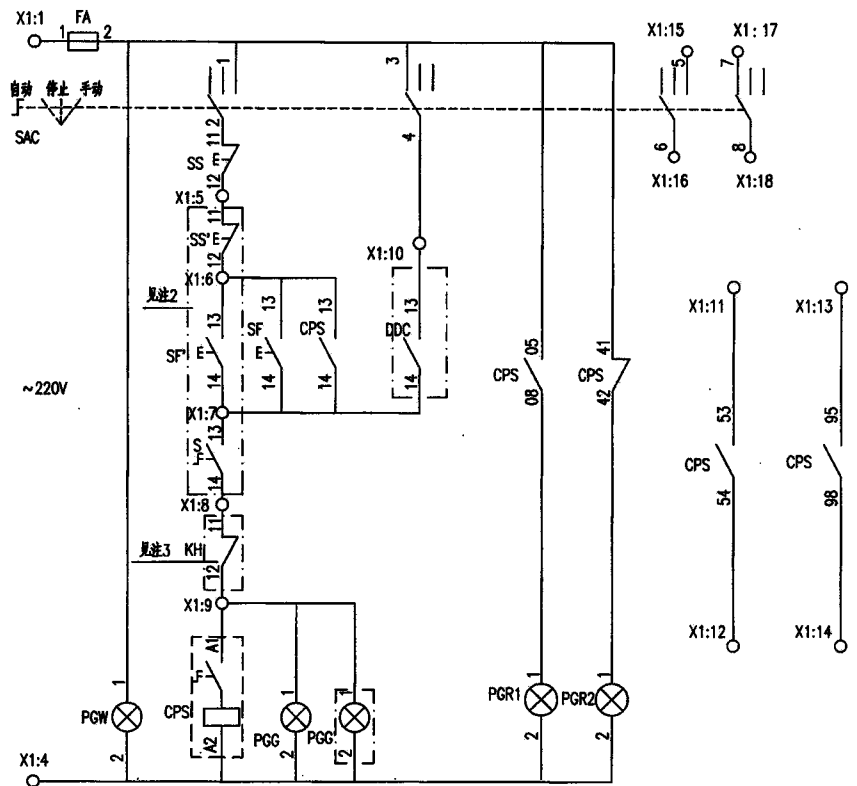 X1:1
FA
1
2
X1:15
X1:17
1
3
5
7
自动 停止 手动
SAC
2
4
6
8
X1:16
X1:18
11
SS E
12
X1:5
11
SS' E
12
X1:6
X1:10
见注2
13
SF' E
14
13
SF
E
14
13
CPS
14
13
DDC
14
X1:7
~220V
05
CPS
08
41
CPS
42
X1:11
X1:13
53
CPS
54
95
CPS
98
X1:12
X1:14
13
S
14
X1:8
11
见注3 KH
12
X1:9
A1
CPS
A2
1
PGW
2
1
PGG
2
1
PGG'
2
1
PGR1
2
1
PGR2
2
X1:4